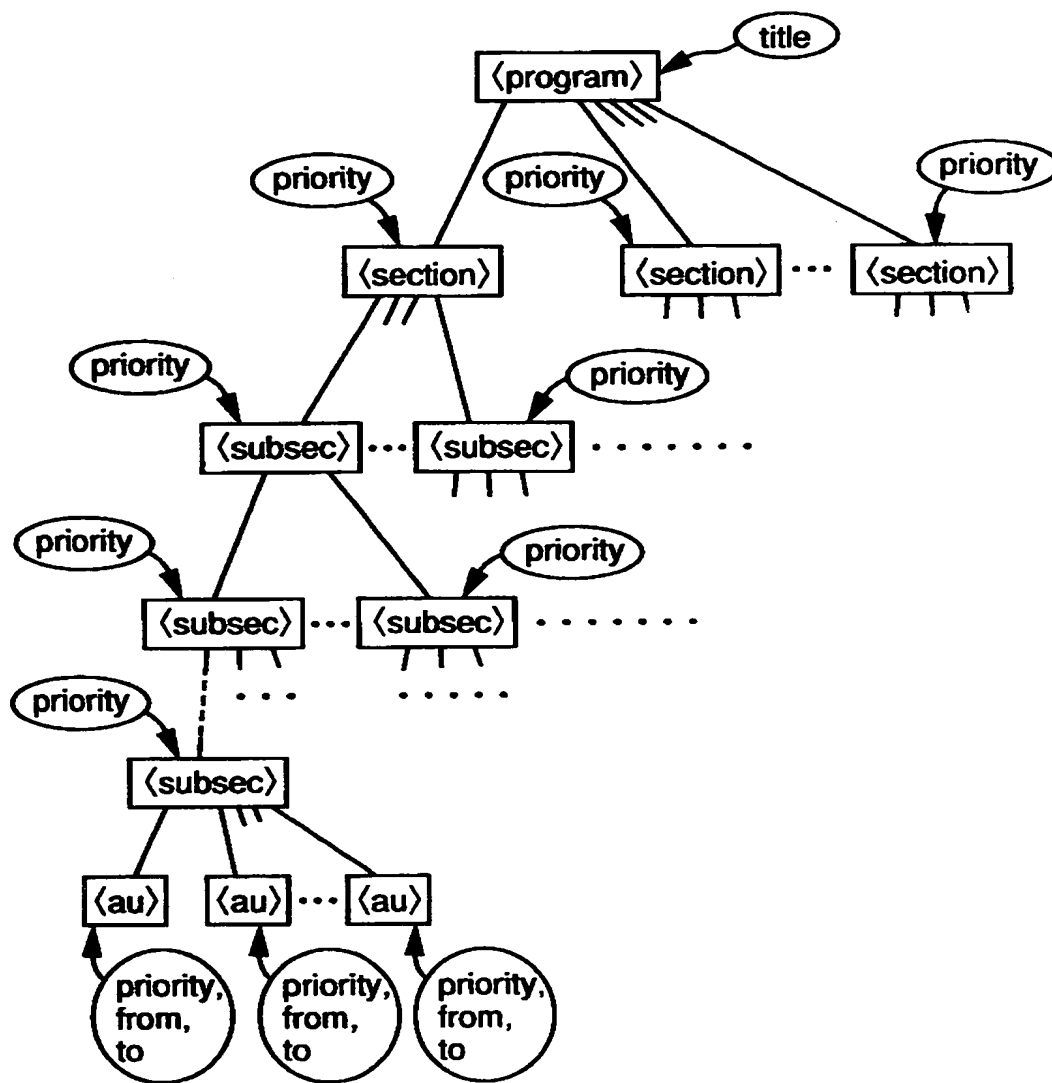 title
〈program〉
priority
priority
priority
〈section〉
〈section〉
...
〈section〉
priority
priority
〈subsec〉
...
〈subsec〉
priority
priority
〈subsec〉
...
〈subsec〉
priority
〈subsec〉
〈au〉
〈au〉
...
〈au〉
priority,
from,
to
priority,
from,
to
priority,
from,
to